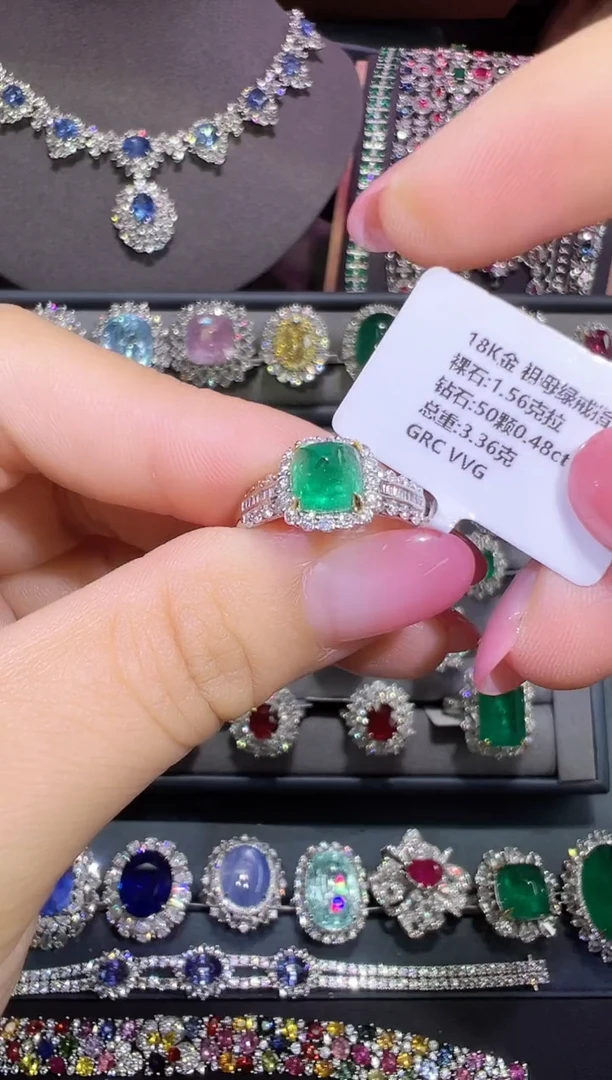 18K金 祖母绿戒
裸石:1.56克拉
钻石:50颗0.48ct
总重:3.36克
GRC VVG